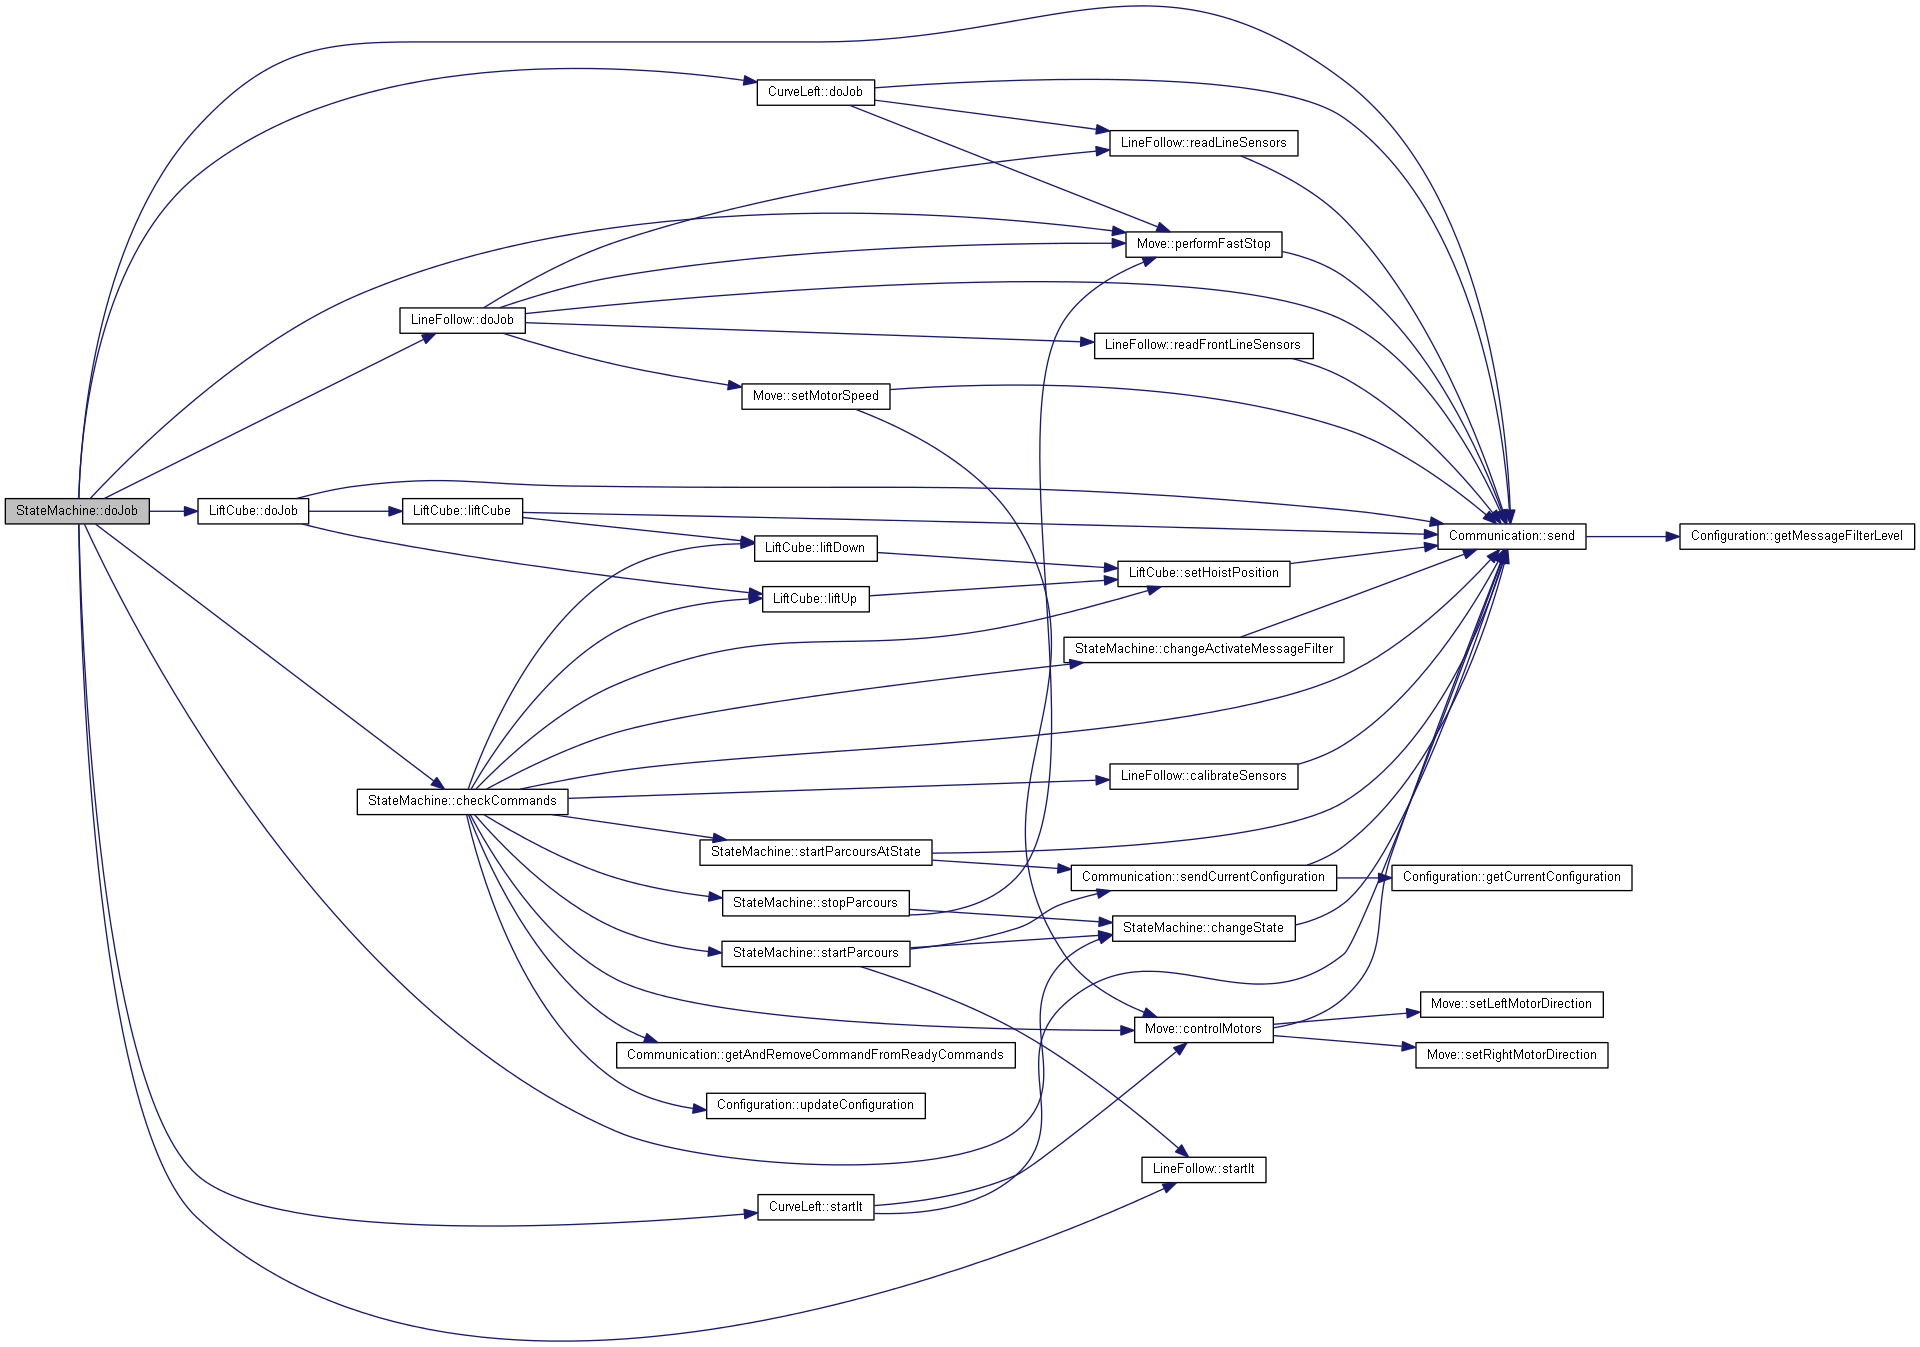 CurveLeft::doJob
LineFollow::readLineSensors
Move::performFastStop
LineFollow::doJob
LineFollow::readFrontLineSensors
Move::setMotorSpeed
StateMachine::doJob
LiftCube::doJob
LiftCube::liftCube
Communication::send
Configuration::getMessageFilterLevel
LiftCube::liftDown
LiftCube::setHoistPosition
LiftCube::liftUp
StateMachine::changeActivateMessageFilter
LineFollow::calibrateSensors
StateMachine::checkCommands
StateMachine::startParcoursAtState
Communication::sendCurrentConfiguration
Configuration::getCurrentConfiguration
StateMachine::stopParcours
StateMachine::changeState
StateMachine::startParcours
Move::setLeftMotorDirection
Move::controlMotors
Communication::getAndRemoveCommandFromReadyCommands
Move::setRightMotorDirection
Configuration::updateConfiguration
LineFollow::startIt
CurveLeft::startIt